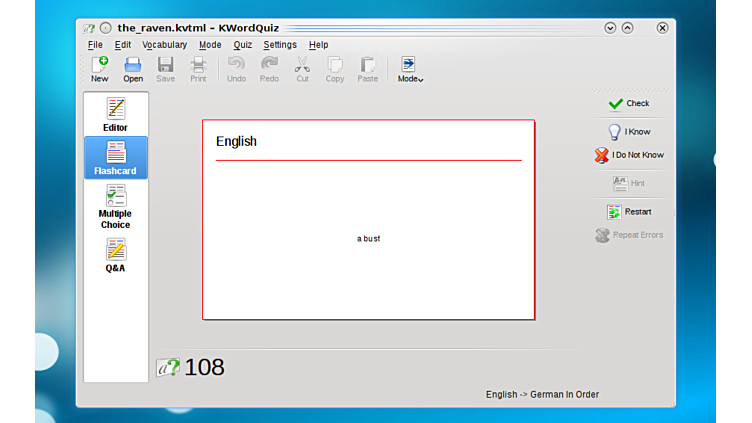 the_raven.kvtml – KWordQuiz
File Edit Vocabulary Mode Quiz Settings Help
New Open Save Print Undo Redo Cut Copy Paste Mode
Editor
Flashcard
Multiple
Choice
Q&A
English
a bust
Check
I Know
I Do Not Know
Hint
Restart
Repeat Errors
a? 108
English -> German In Order